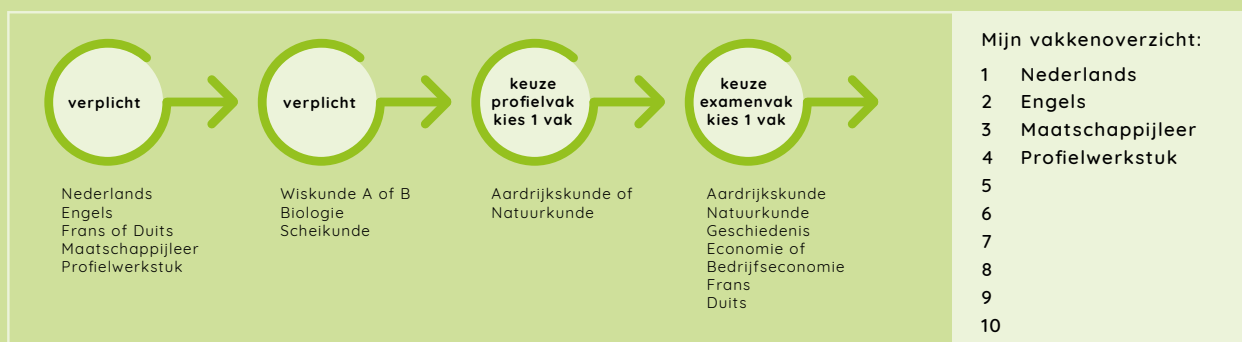 verplicht
Nederlands
Engels
Frans of Duits
Maatschappijleer
Profielwerkstuk
verplicht
Wiskunde A of B
Biologie
Scheikunde
keuze
profielvak
kies 1 vak
Aardrijkskunde of
Natuurkunde
keuze
examenvak
kies 1 vak
Aardrijkskunde
Natuurkunde
Geschiedenis
Economie of
Bedrijfseconomie
Frans
Duits
Mijn vakkenoverzicht:
1 Nederlands
2 Engels
3 Maatschappijleer
4 Profielwerkstuk
5
6
7
8
9
10